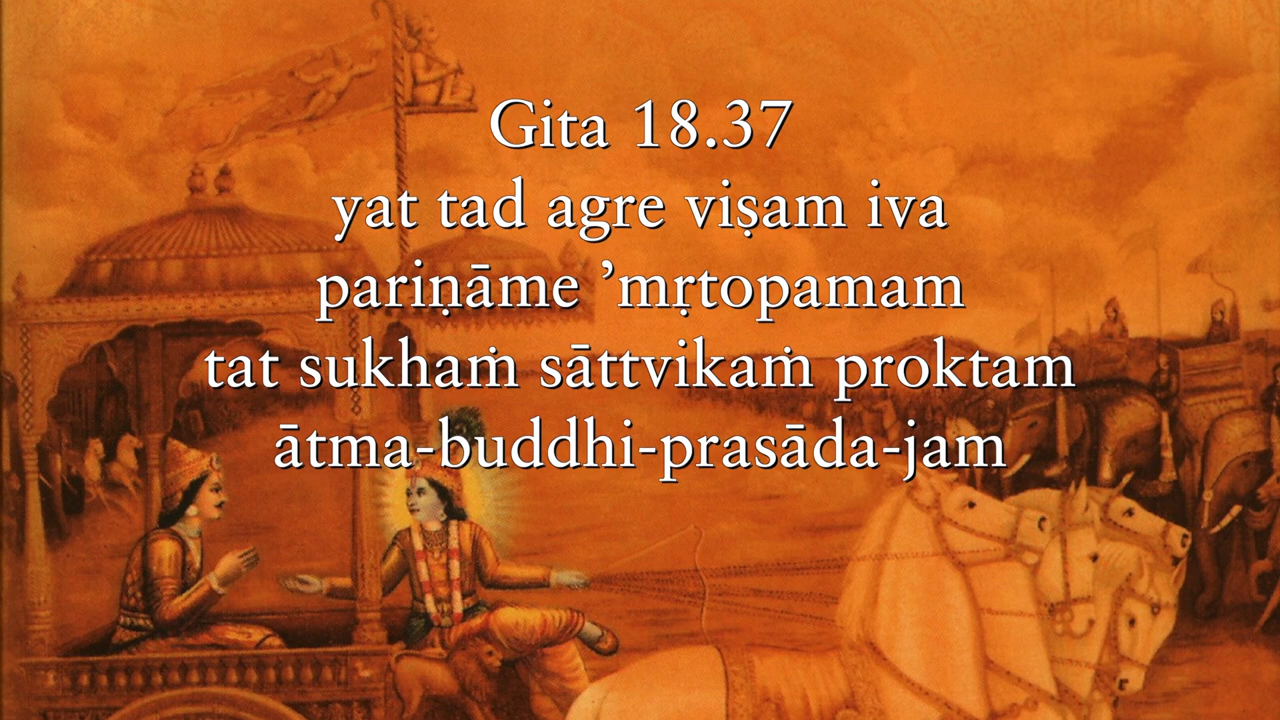 Gita 18.37
yat tad agre viṣam iva
pariṇāme ’mṛtopamam
tat sukhaṁ sāttvikaṁ proktam
ātma-buddhi-prasāda-jam